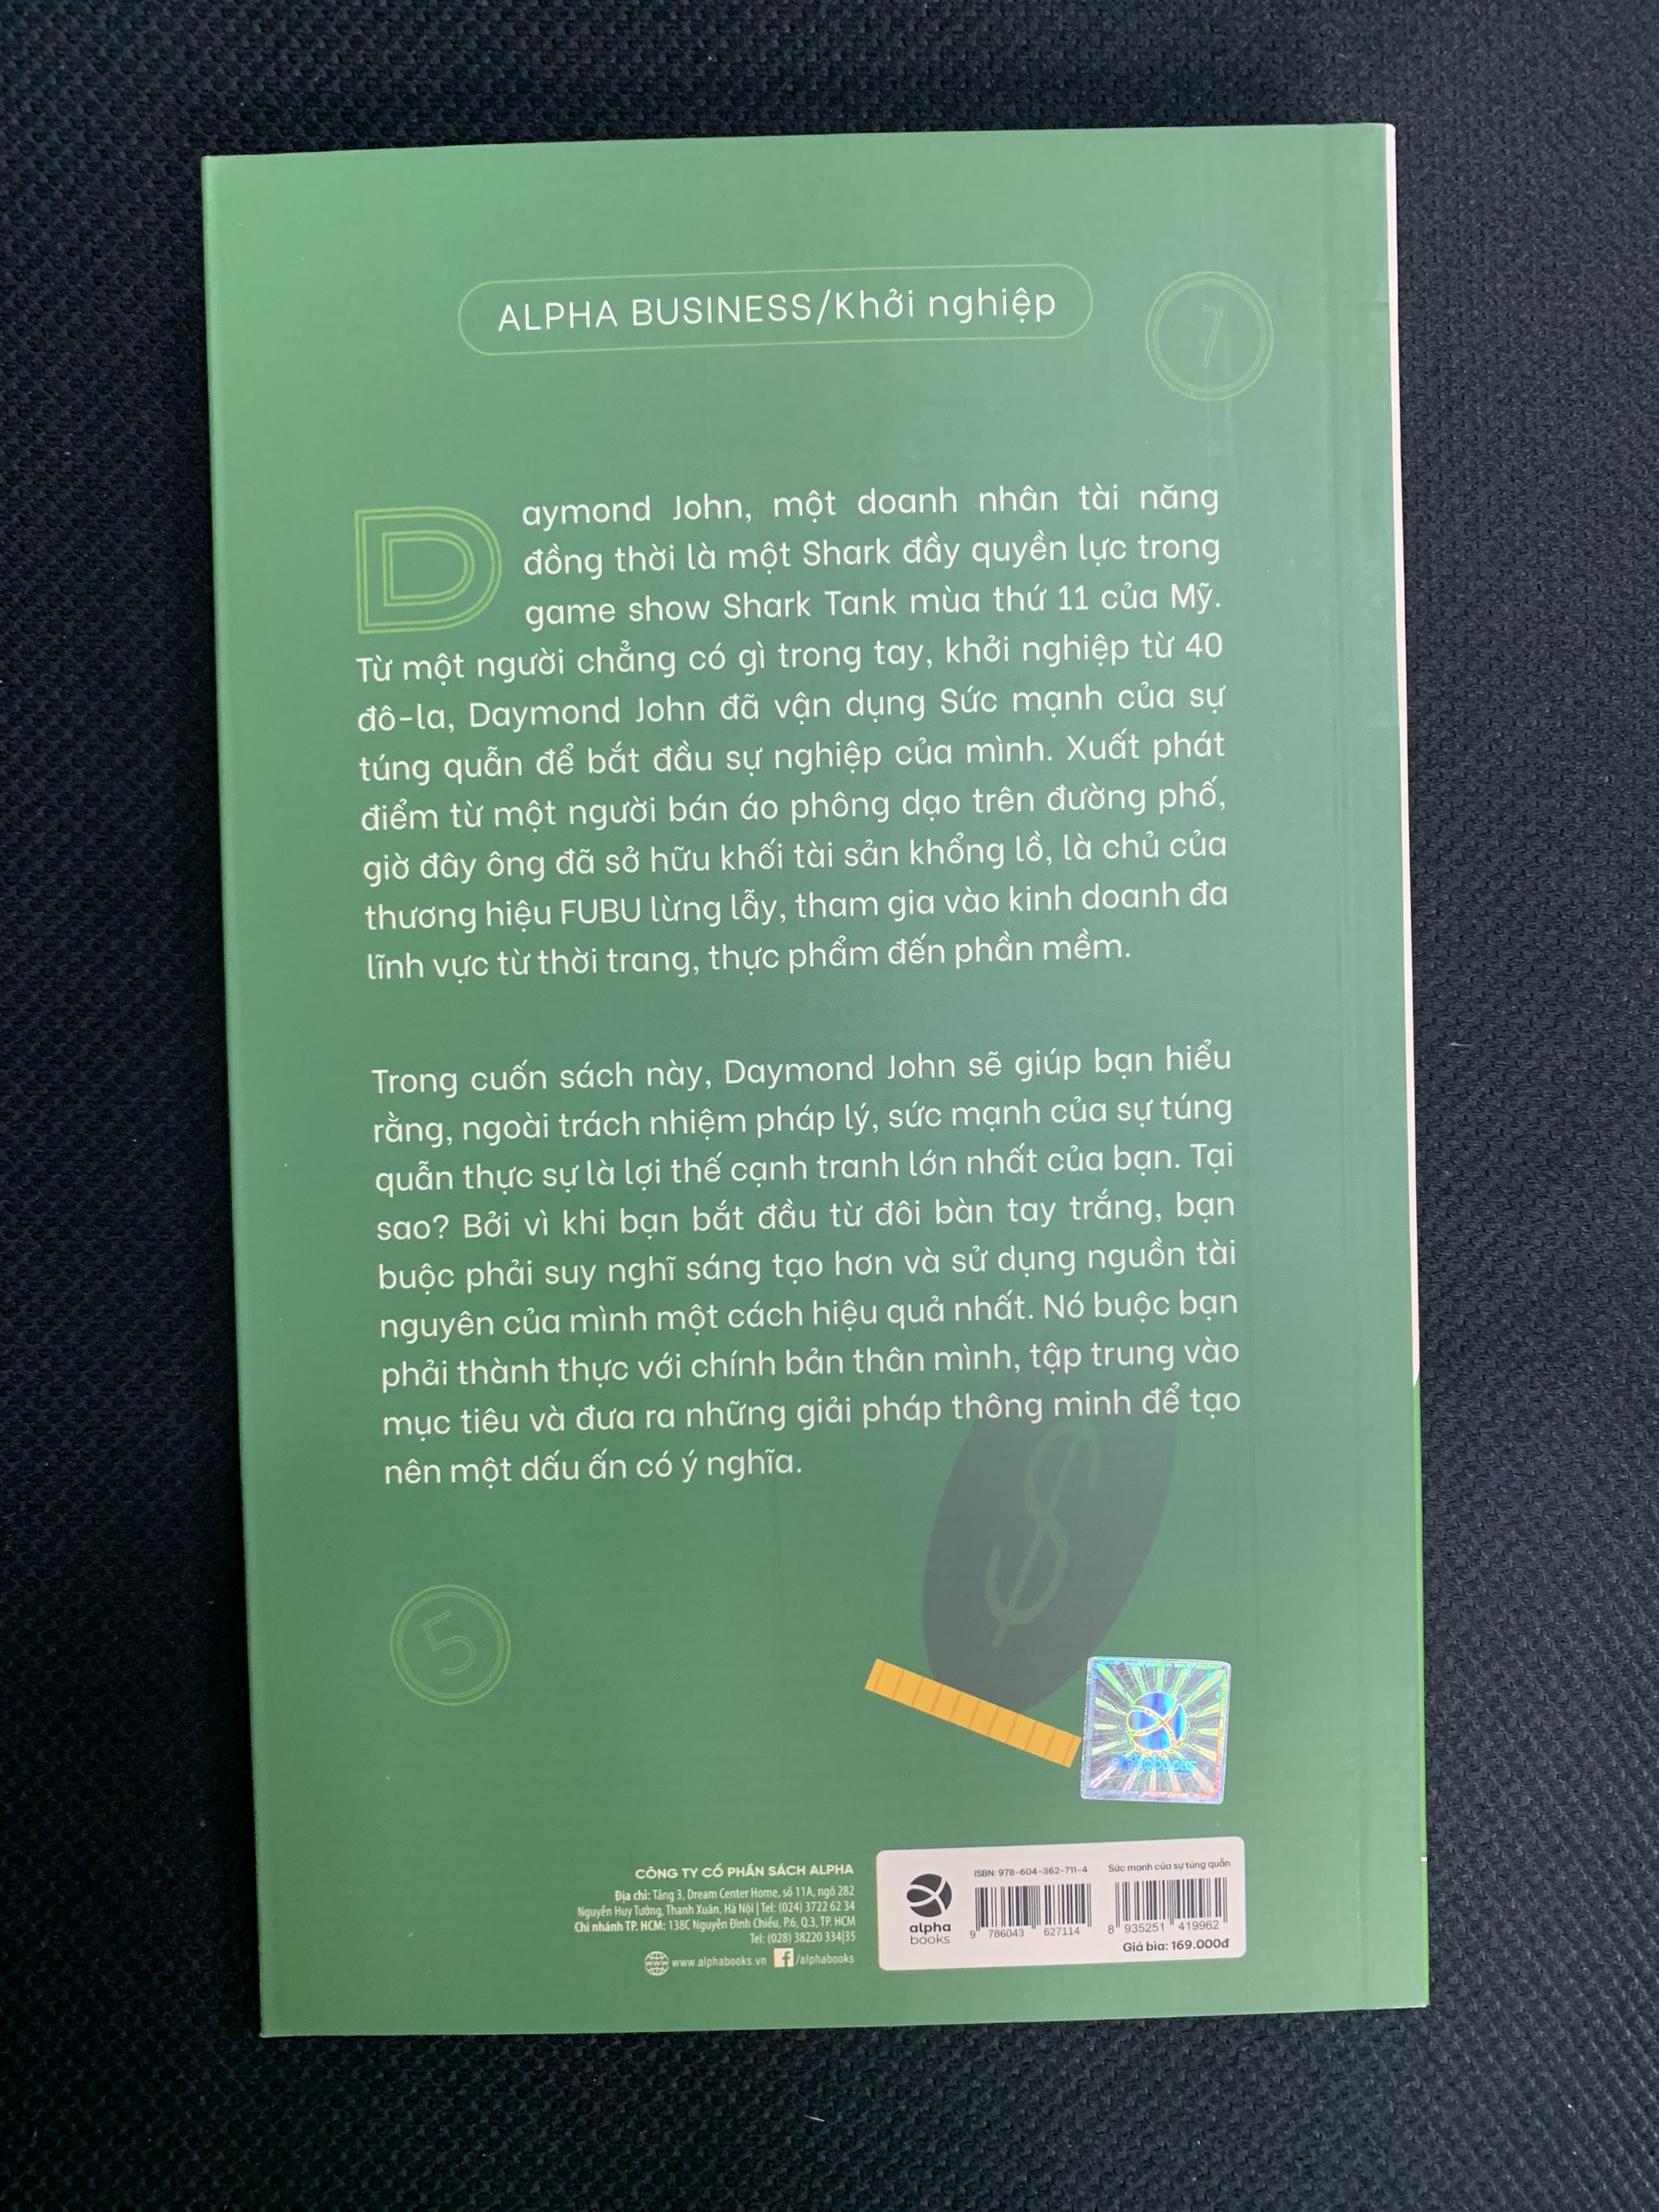 ALPHA BUSINESS/Khởi nghiệp
1
Daymond John, một doanh nhân tài năng
đồng thời là một Shark đầy quyền lực trong
game show Shark Tank mùa thứ 11 của Mỹ.
Từ một người chẳng có gì trong tay, khởi nghiệp từ 40
đô-la, Daymond John đã vận dụng Sức mạnh của sự
túng quẫn để bắt đầu sự nghiệp của mình. Xuất phát
điểm từ một người bán áo phông dạo trên đường phố,
giờ đây ông đã sở hữu khối tài sản khổng lồ, là chủ của
thương hiệu FUBU lừng lẫy, tham gia vào kinh doanh đa
lĩnh vực từ thời trang, thực phẩm đến phần mềm.
Trong cuốn sách này, Daymond John sẽ giúp bạn hiểu
rằng, ngoài trách nhiệm pháp lý, sức mạnh của sự túng
quẫn thực sự là lợi thế cạnh tranh lớn nhất của bạn. Tại
sao? Bởi vì khi bạn bắt đầu từ đôi bàn tay trắng, bạn
buộc phải suy nghĩ sáng tạo hơn và sử dụng nguồn tài
nguyên của mình một cách hiệu quả nhất. Nó buộc bạn
phải thành thực với chính bản thân mình, tập trung vào
mục tiêu và đưa ra những giải pháp thông minh để tạo
nên một dấu ấn có ý nghĩa.
$
5
alphabooks
CÔNG TY CỔ PHẦN SÁCH ALPHA
Địa chỉ: Tầng 3, Dream Center Home, số 11A, ngõ 282
Nguyễn Huy Tưởng, Thanh Xuân, Hà Nội | Tel: (024) 3722 62 34
Chi nhánh TP. HCM: 138C Nguyễn Đình Chiểu, P.6, Q.3, TP. HCM
Tel: (028) 38220 334|35
www www.alphabooks.vn f /alphabooks
alpha
books
ISBN: 978-604-362-711-4
9 786043 627114
Sức mạnh của sự túng quẫn
8 935251 419962
Giá bìa: 169.000đ